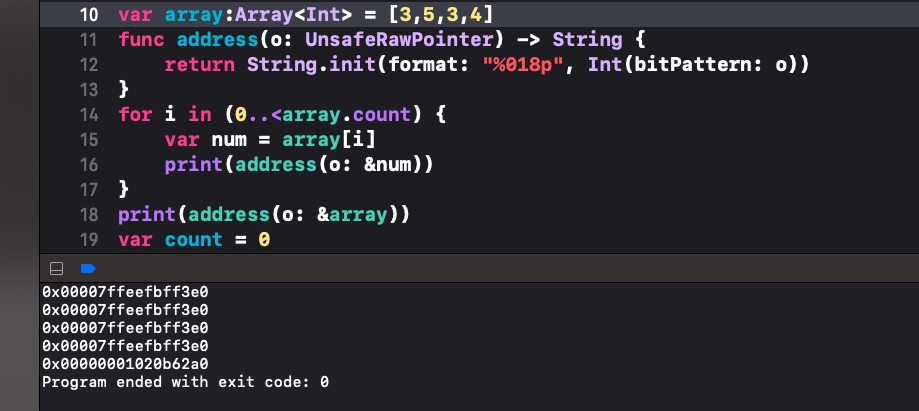 10 var array:Array<Int> = [3,5,3,4]
11 func address(o: UnsafeRawPointer) -> String {
12     return String.init(format: "%018p", Int(bitPattern: o))
13 }
14 for i in (0..<array.count) {
15     var num = array[i]
16     print(address(o: &num))
17 }
18 print(address(o: &array))
19 var count = 0
0x00007ffeefbff3e0
0x00007ffeefbff3e0
0x00007ffeefbff3e0
0x00007ffeefbff3e0
0x00000001020b62a0
Program ended with exit code: 0